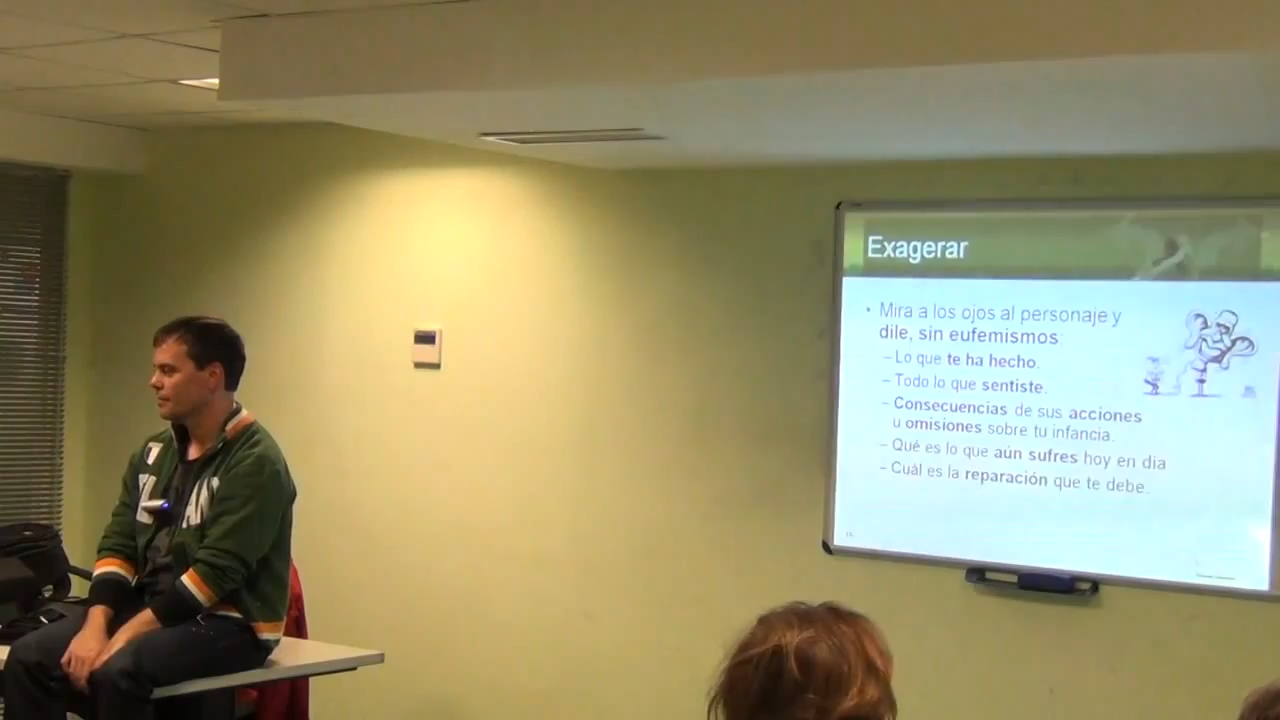 Exagerar
• Mira a los ojos al personaje y
dile, sin eufemismos:
– Lo que te ha hecho.
– Todo lo que sentiste.
– Consecuencias de sus acciones
u omisiones sobre tu infancia.
– Qué es lo que aún sufres hoy en dia
– Cuál es la reparación que te debe.